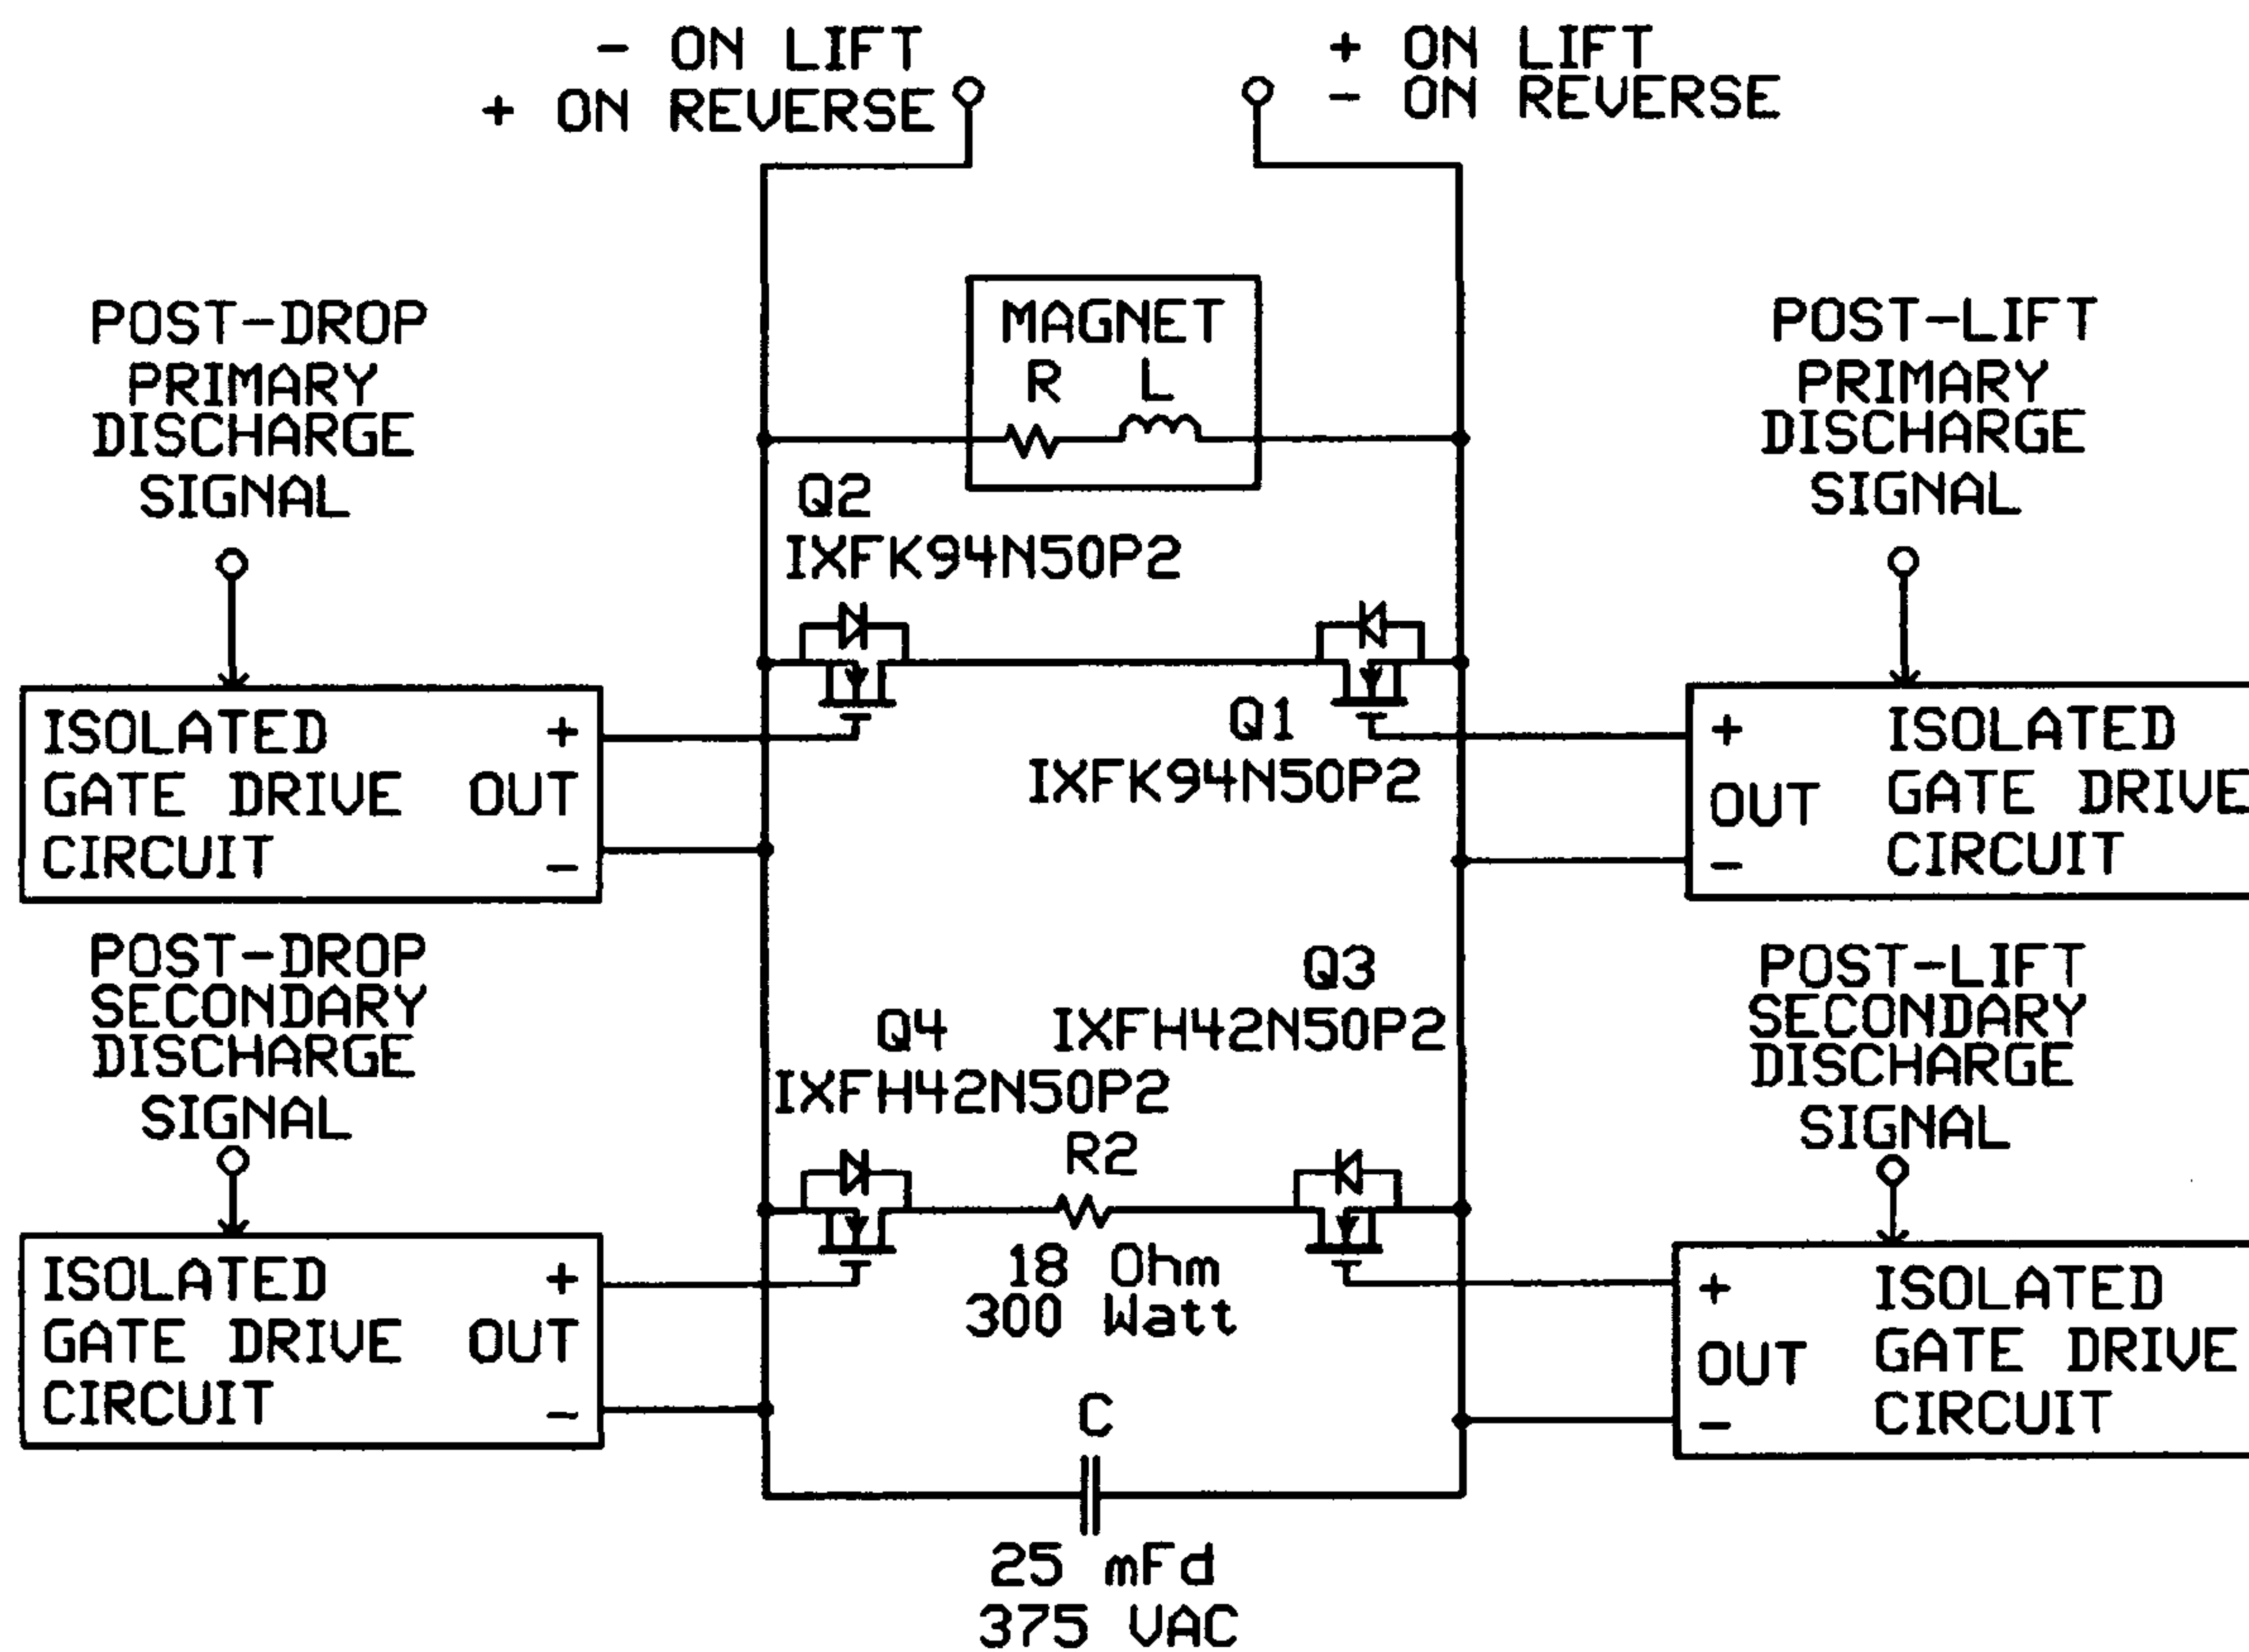 - ON LIFT
+ ON REVERSE
+ ON LIFT
- ON REVERSE
MAGNET
R L
POST-DROP
PRIMARY
DISCHARGE
SIGNAL
POST-LIFT
PRIMARY
DISCHARGE
SIGNAL
Q2
IXFK94N50P2
Q1
IXFK94N50P2
ISOLATED +
GATE DRIVE OUT
CIRCUIT -
+ ISOLATED
OUT GATE DRIVE
- CIRCUIT
POST-DROP
SECONDARY
DISCHARGE
SIGNAL
POST-LIFT
SECONDARY
DISCHARGE
SIGNAL
Q3
IXFH42N50P2
Q4
IXFH42N50P2
R2
18 Ohm
300 Watt
ISOLATED +
GATE DRIVE OUT
CIRCUIT -
+ ISOLATED
OUT GATE DRIVE
- CIRCUIT
C
25 mFd
375 VAC